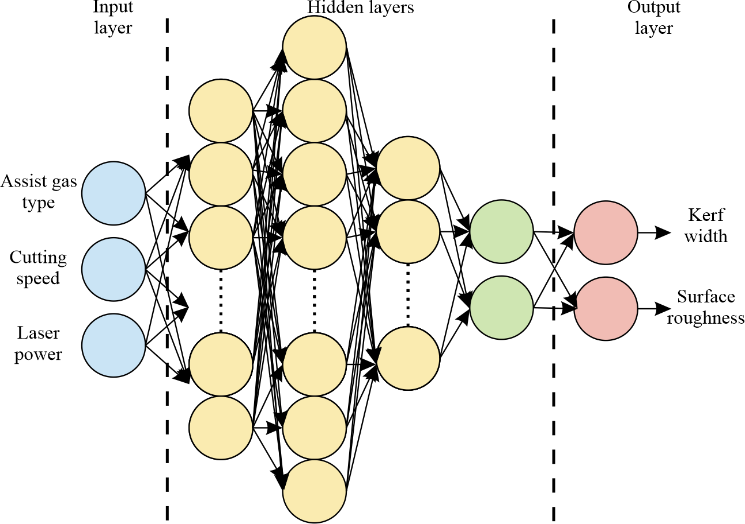 Input
layer
Hidden layers
Output
layer
Assist gas
type
Cutting
speed
Laser
power
Kerf
width
Surface
roughness